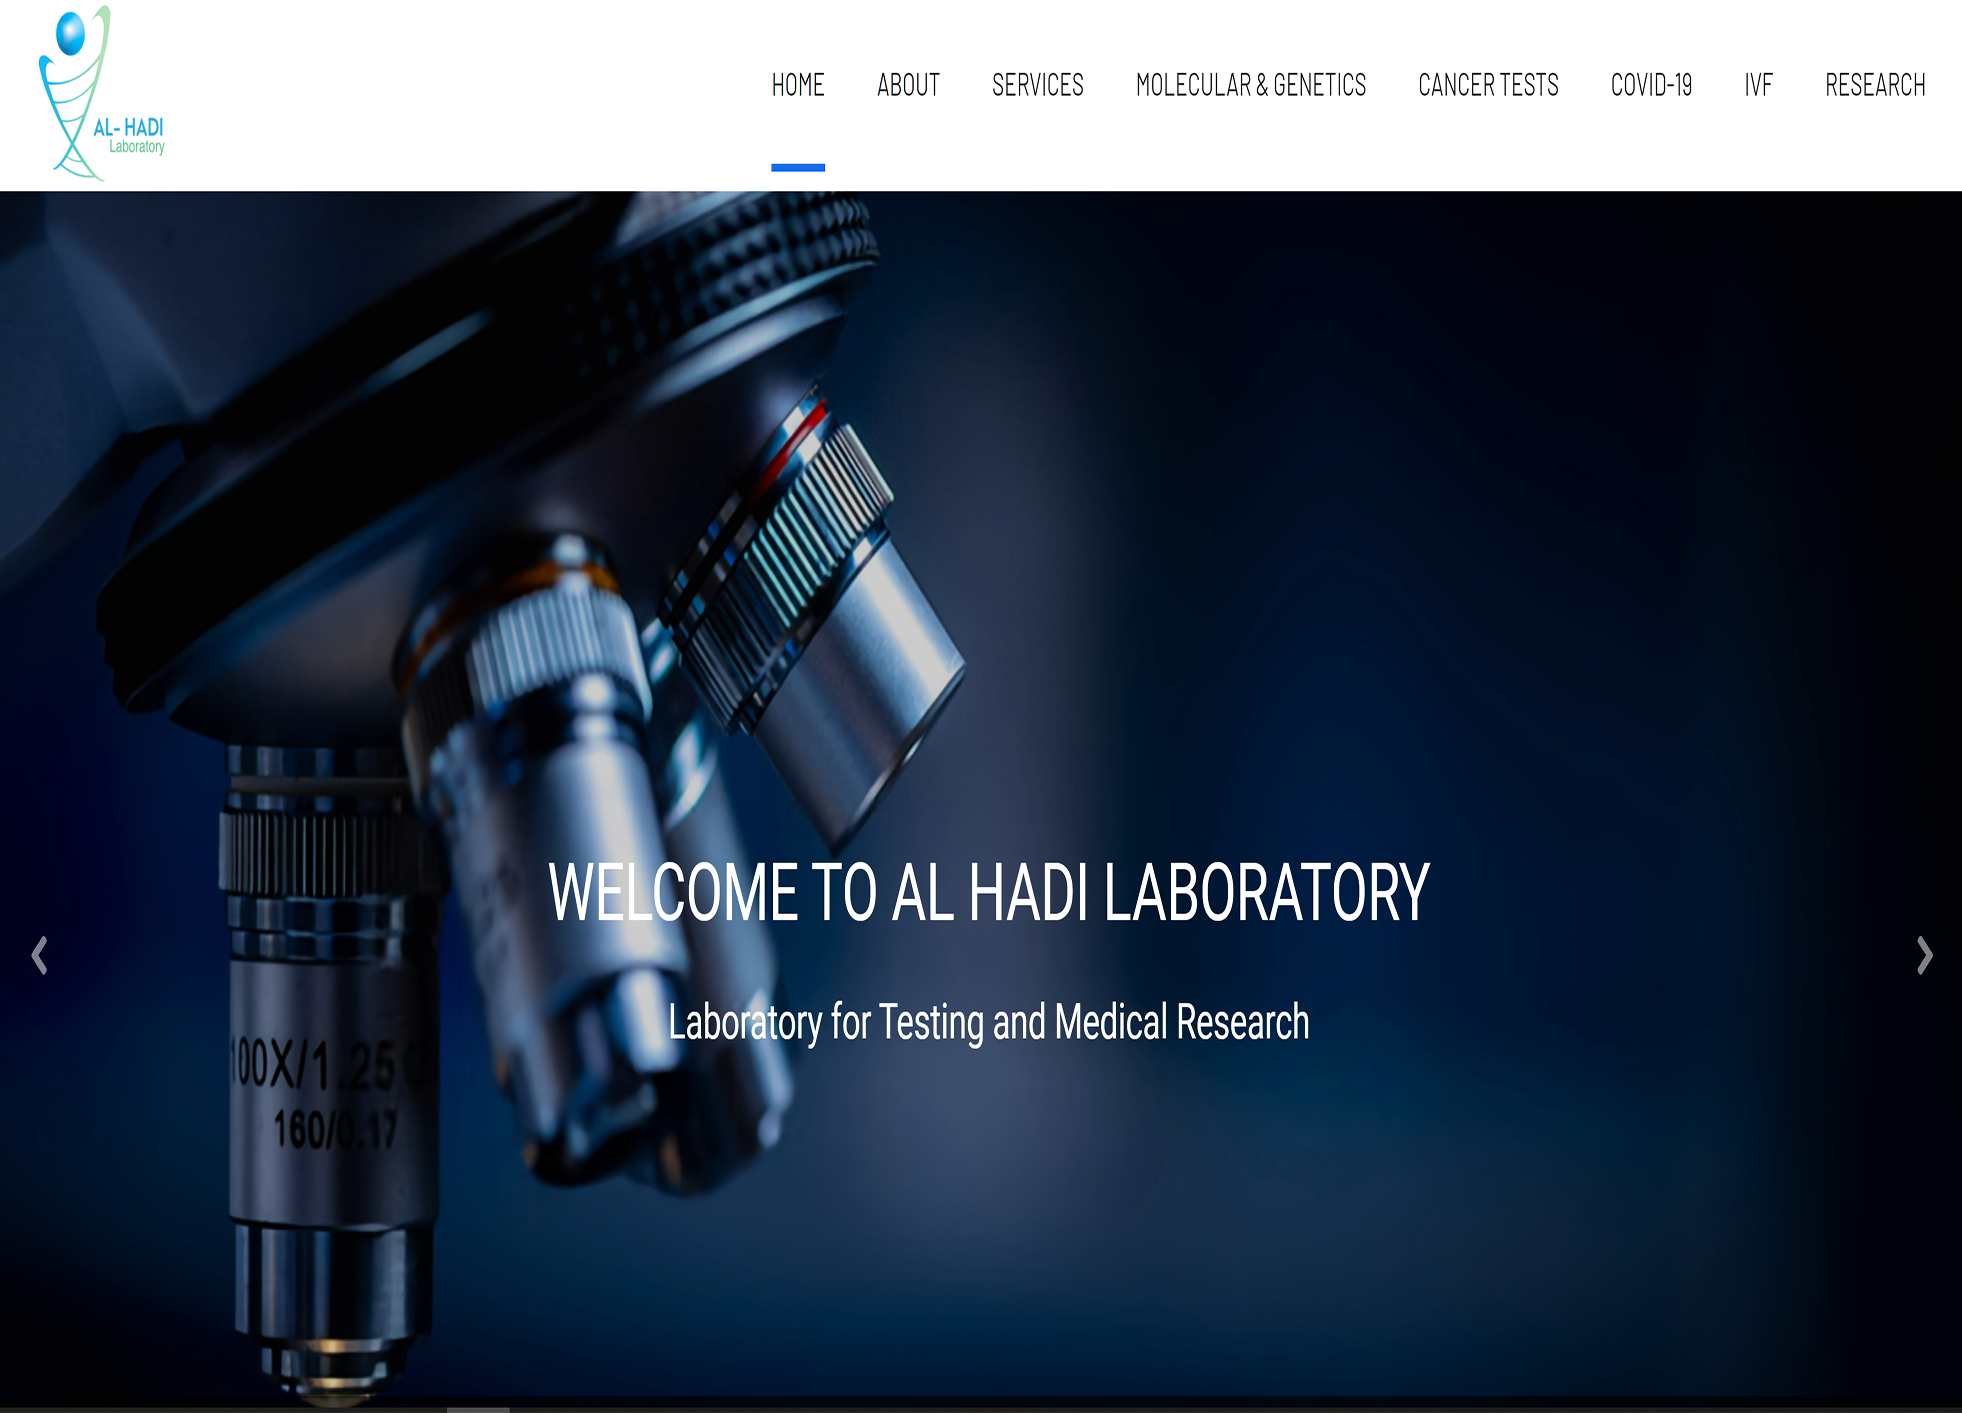 AL- HADI
Laboratory
HOME ABOUT SERVICES MOLECULAR & GENETICS CANCER TESTS COVID-19 IVF RESEARCH
WELCOME TO AL HADI LABORATORY
Laboratory for Testing and Medical Research
100X/1.25
160/0.17